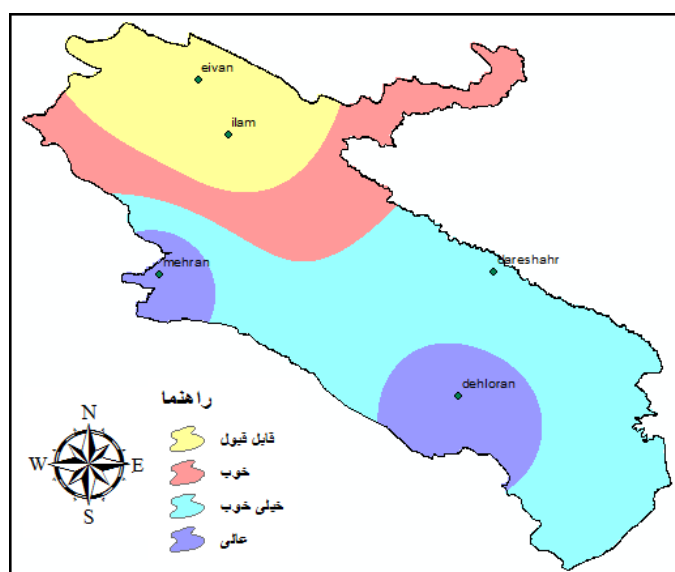 eivan
ilam
mehran
dareshahr
dehloran
راهنما
قابل قبول
خوب
خیلی خوب
عالی
N
W
E
S